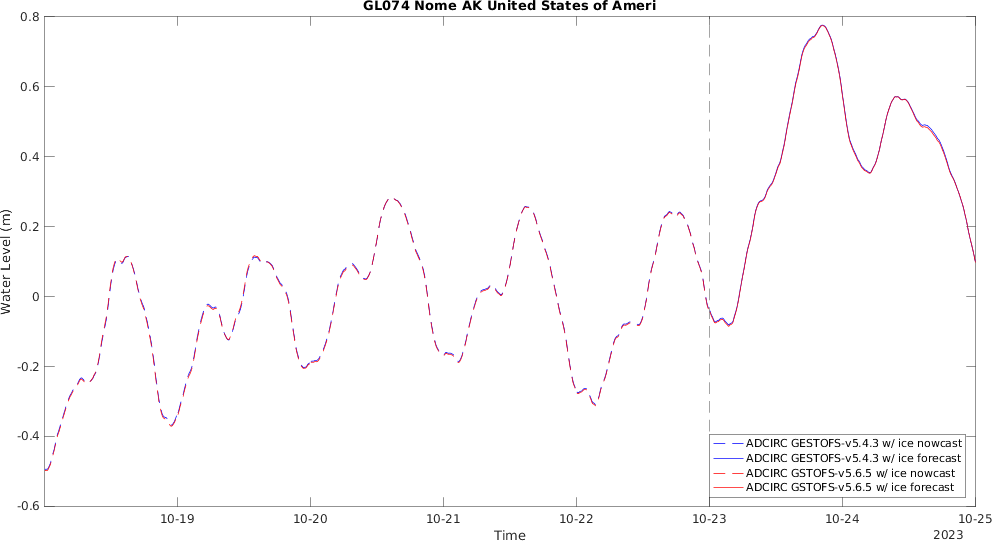 GL074 Nome AK United States of Ameri
0.8
0.6
0.4
0.2
0
-0.2
-0.4
-0.6
Water Level (m)
10-19 10-20 10-21 10-22 10-23 10-24 10-25
Time
2023
ADCIRC GESTOFS-v5.4.3 w/ ice nowcast
ADCIRC GESTOFS-v5.4.3 w/ ice forecast
ADCIRC GSTOFS-v5.6.5 w/ ice nowcast
ADCIRC GSTOFS-v5.6.5 w/ ice forecast